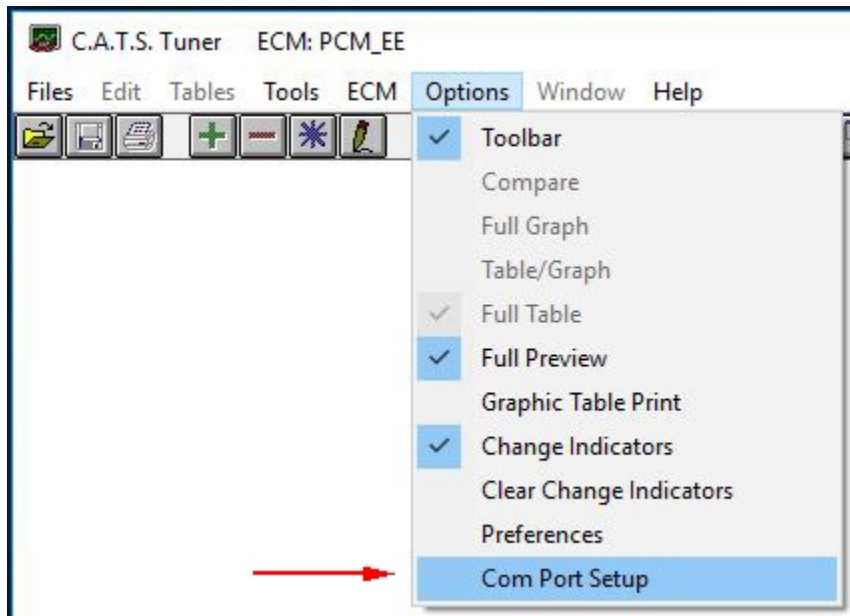 C.A.T.S. Tuner ECM: PCM_EE
Files Edit Tables Tools ECM Options Window Help
Toolbar
Compare
Full Graph
Table/Graph
Full Table
Full Preview
Graphic Table Print
Change Indicators
Clear Change Indicators
Preferences
Com Port Setup